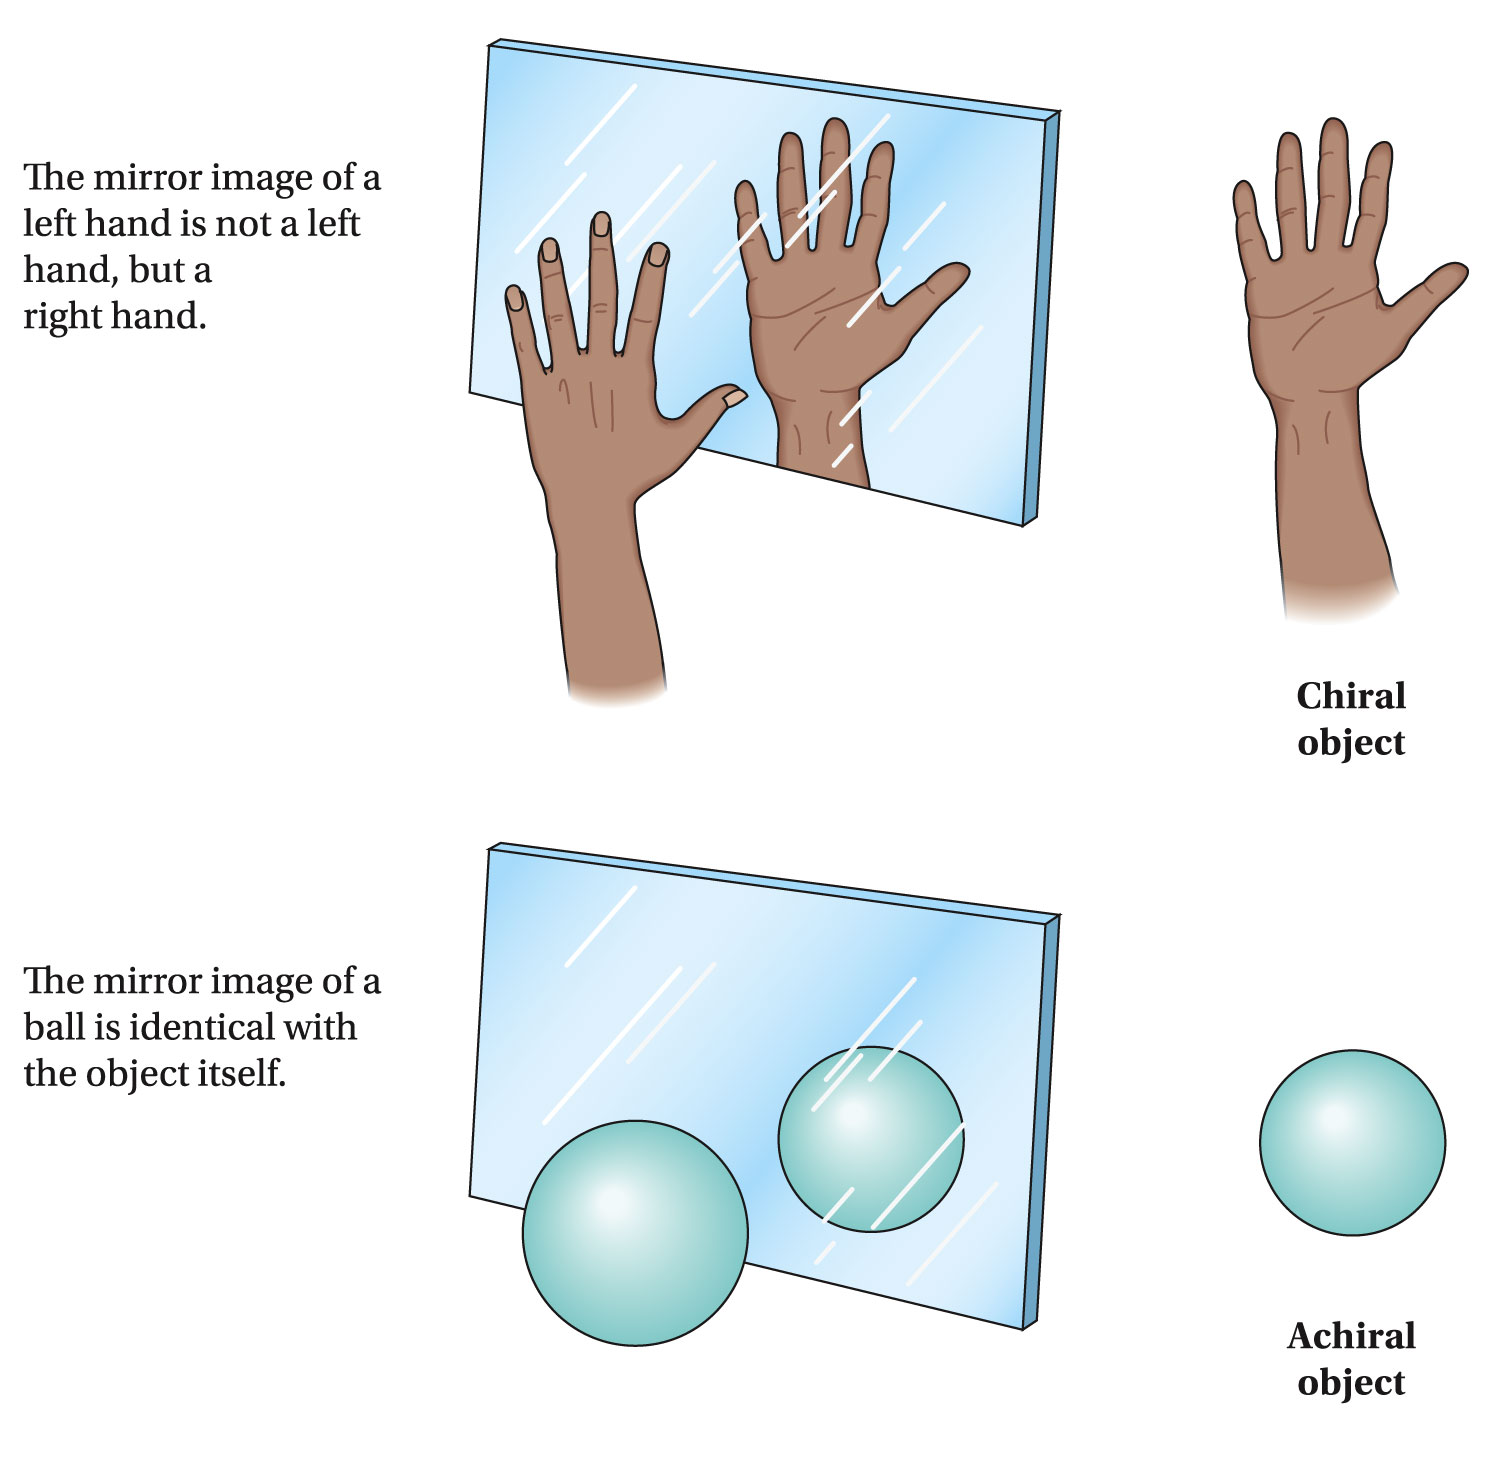 The mirror image of a
left hand is not a left
hand, but a
right hand.
Chiral
object
The mirror image of a
ball is identical with
the object itself.
Achiral
object